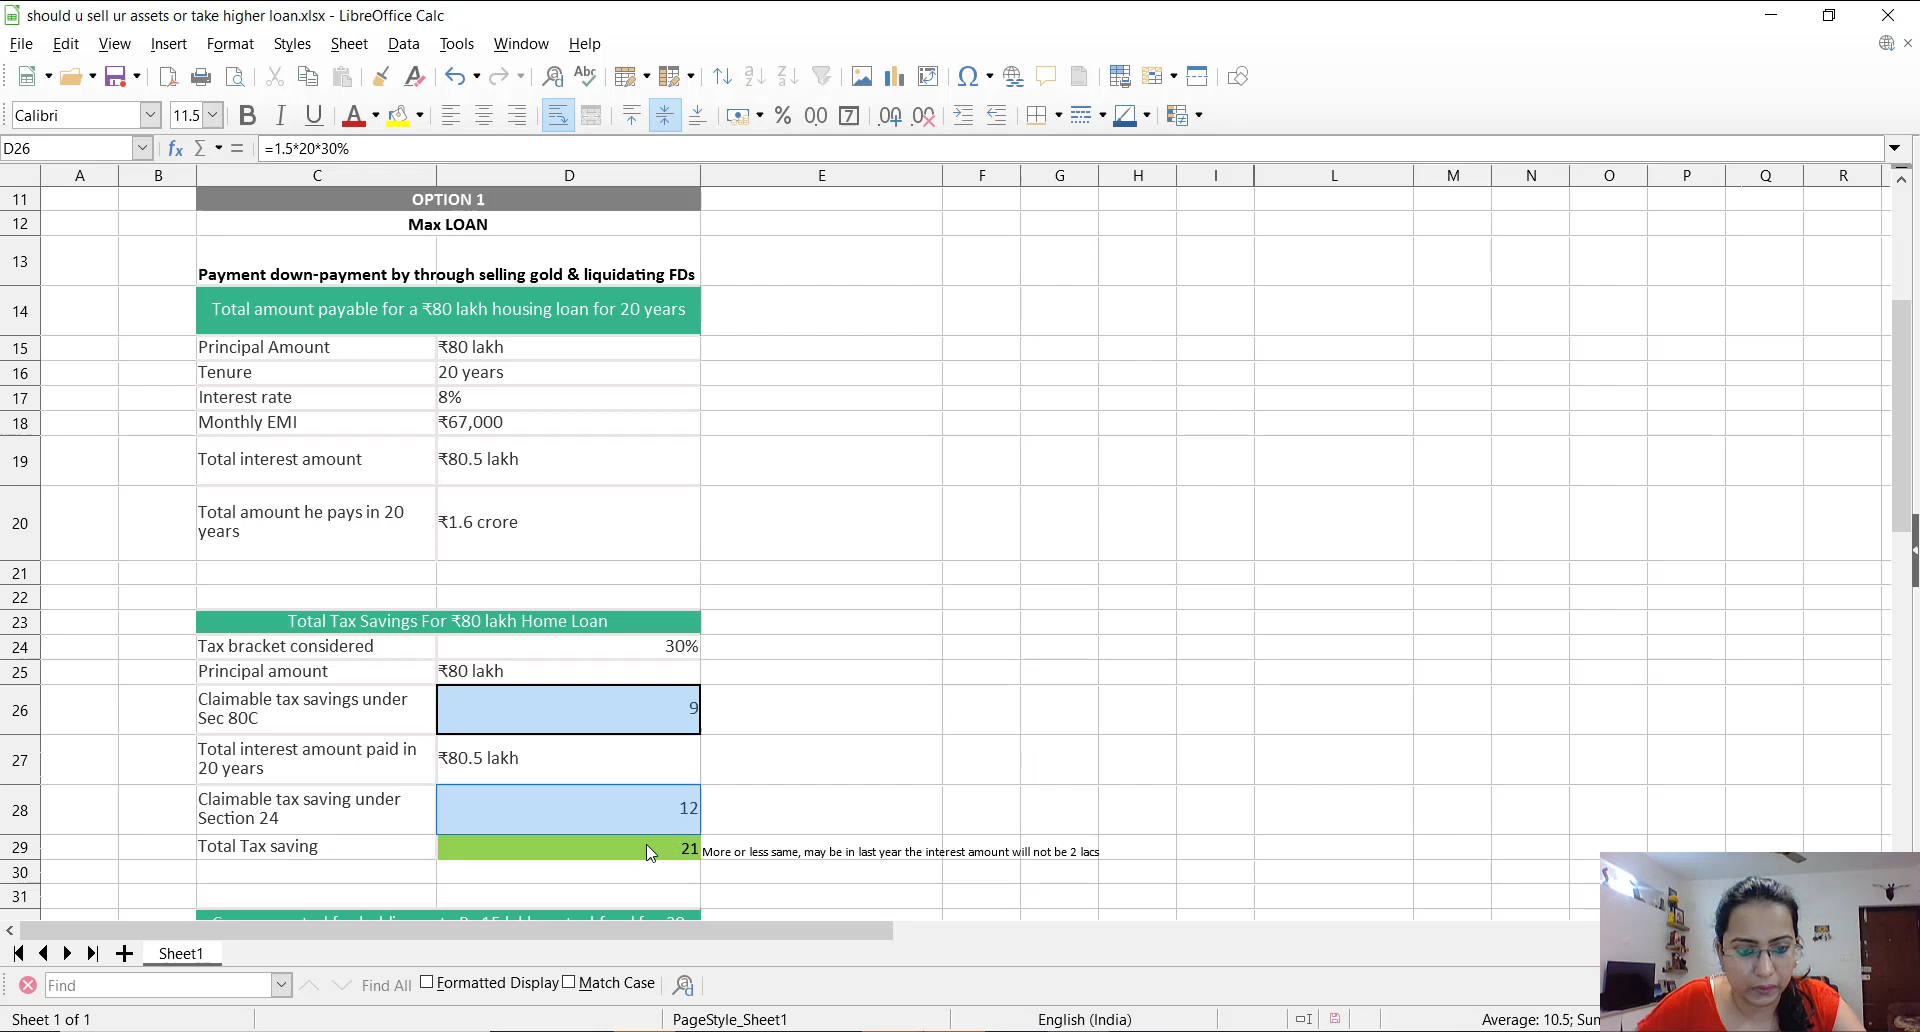 should u sell ur assets or take higher loan.xlsx - LibreOffice Calc
File Edit View Insert Format Styles Sheet Data Tools Window Help
Calibri 11.5
D26 =1.5*20*30%
A B C D E F G H I L M N O P Q R
11 OPTION 1
12 Max LOAN
13 Payment down-payment by through selling gold & liquidating FDs
14 Total amount payable for a ₹80 lakh housing loan for 20 years
15 Principal Amount ₹80 lakh
16 Tenure 20 years
17 Interest rate 8%
18 Monthly EMI ₹67,000
19 Total interest amount ₹80.5 lakh
20 Total amount he pays in 20
years ₹1.6 crore
21
22
23 Total Tax Savings For ₹80 lakh Home Loan
24 Tax bracket considered 30%
25 Principal amount ₹80 lakh
26 Claimable tax savings under
Sec 80C 9
27 Total interest amount paid in
20 years ₹80.5 lakh
28 Claimable tax saving under
Section 24 12
29 Total Tax saving 21 More or less same, may be in last year the interest amount will not be 2 lacs
30
31
Sheet1
Find Find All Formatted Display Match Case
Sheet 1 of 1 PageStyle_Sheet1 English (India) Average: 10.5; Sun